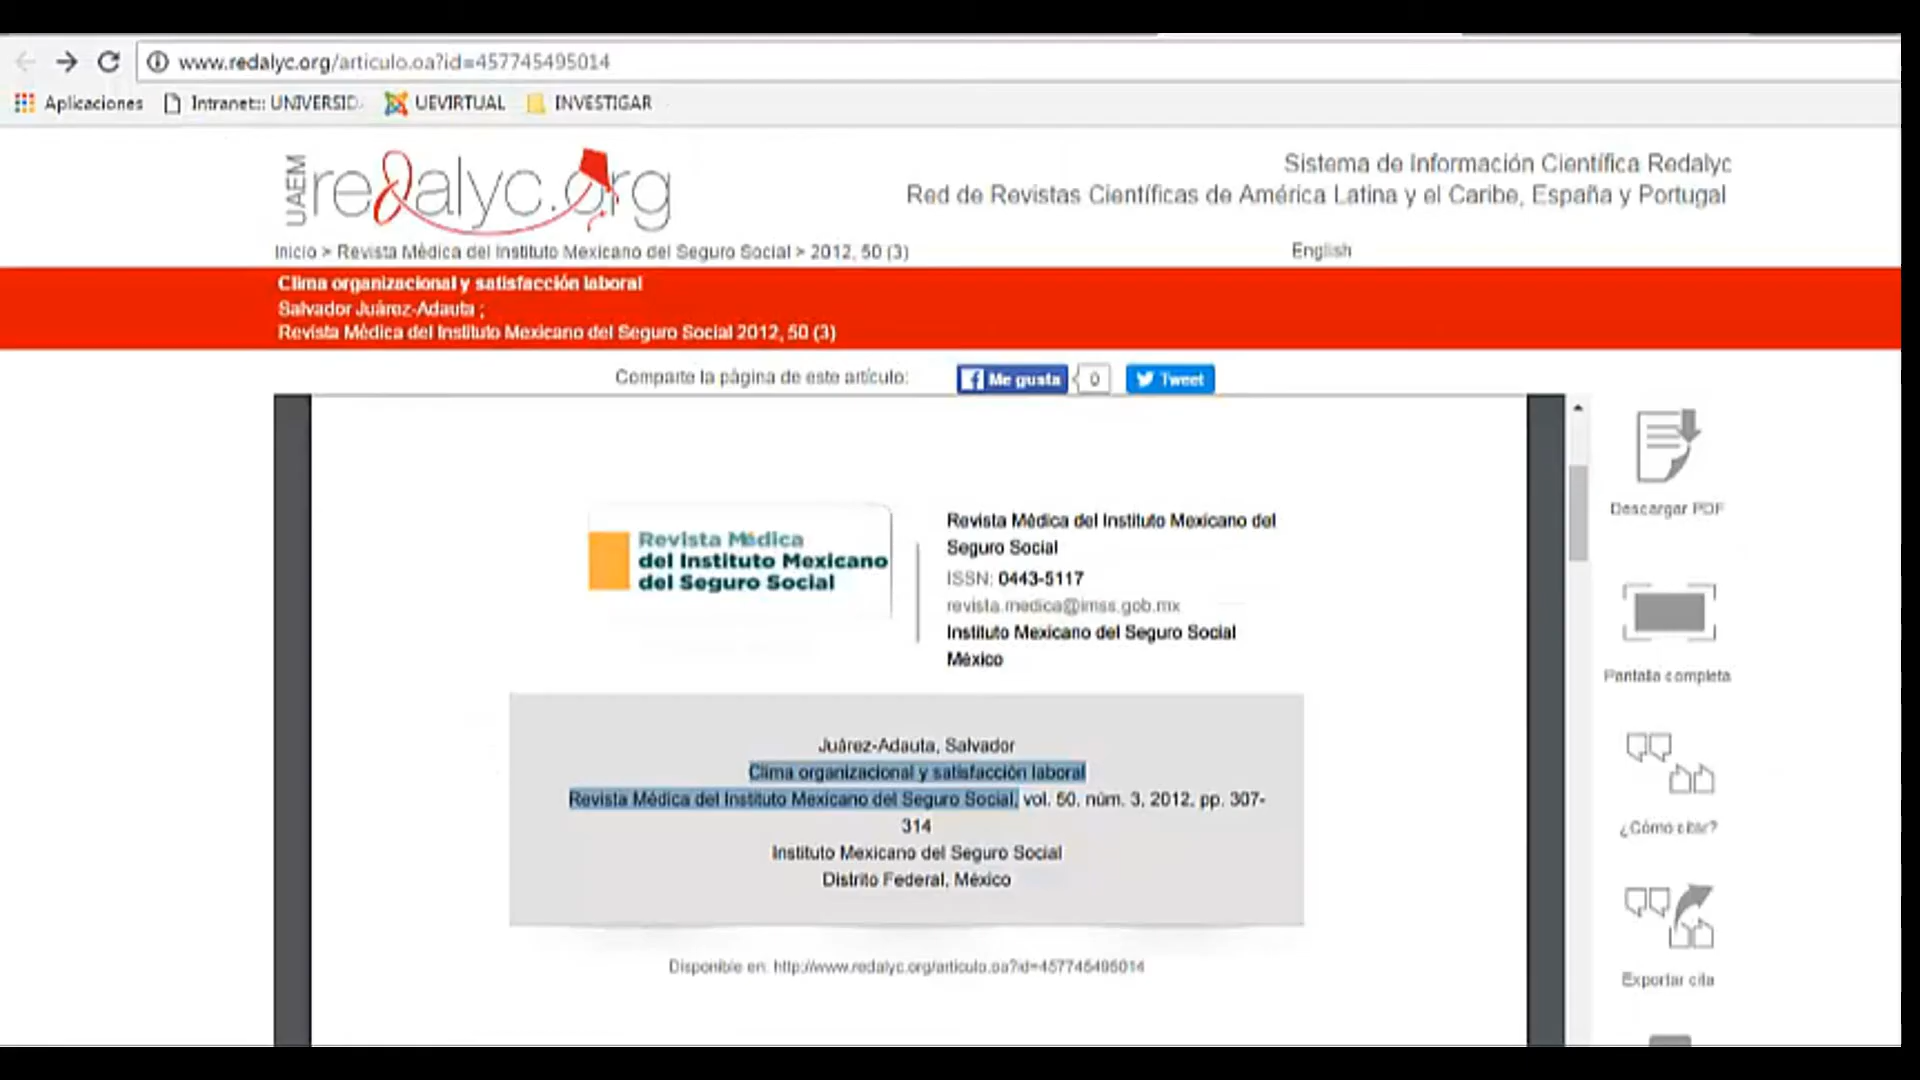 www.redalyc.org/articulo.oa?id=457745495014
Aplicaciones Intranet:: UNIVERSID UEVIRTUAL INVESTIGAR
UAEM redalyc.org
Sistema de Información Científica Redalyc
Red de Revistas Científicas de América Latina y el Caribe, España y Portugal
Inicio > Revista Médica del Instituto Mexicano del Seguro Social > 2012, 50 (3)
English
Clima organizacional y satisfacción laboral
Salvador Juárez-Adauta ;
Revista Médica del Instituto Mexicano del Seguro Social 2012, 50 (3)
Comparte la página de este artículo:
Me gusta 0 Tweet
Revista Médica
del Instituto Mexicano
del Seguro Social
Revista Médica del Instituto Mexicano del
Seguro Social
ISSN: 0443-5117
revista.medica@imss.gob.mx
Instituto Mexicano del Seguro Social
México
Juárez-Adauta, Salvador
Clima organizacional y satisfacción laboral
Revista Médica del Instituto Mexicano del Seguro Social, vol. 50, núm. 3, 2012, pp. 307-
314
Instituto Mexicano del Seguro Social
Distrito Federal, México
Disponible en: http://www.redalyc.org/articulo.oa?id=457745495014
Descargar PDF
Pantalla completa
¿Cómo citar?
Exportar cita